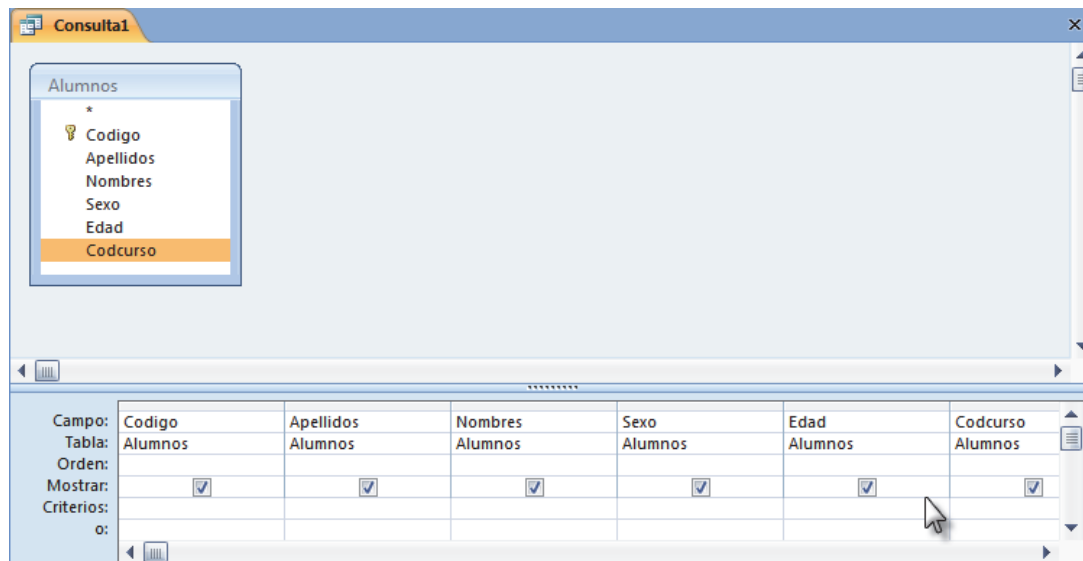 Consulta1
Alumnos
*
Codigo
Apellidos
Nombres
Sexo
Edad
Codcurso
Campo: Codigo Apellidos Nombres Sexo Edad Codcurso
Tabla: Alumnos Alumnos Alumnos Alumnos Alumnos Alumnos
Orden:
Mostrar:
Criterios:
o: